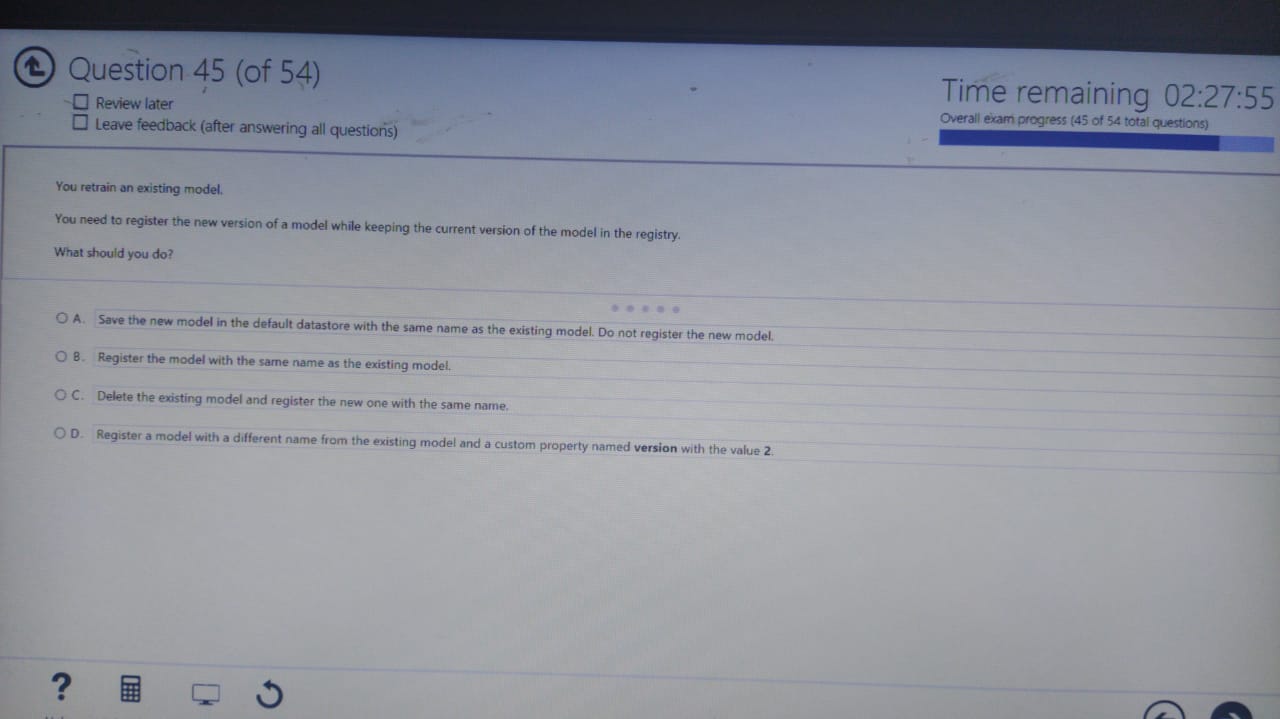 Question 45 (of 54)
Review later
Leave feedback (after answering all questions)
Time remaining 02:27:55
Overall exam progress (45 of 54 total questions)
You retrain an existing model.
You need to register the new version of a model while keeping the current version of the model in the registry.
What should you do?
A. Save the new model in the default datastore with the same name as the existing model. Do not register the new model.
B. Register the model with the same name as the existing model.
C. Delete the existing model and register the new one with the same name.
D. Register a model with a different name from the existing model and a custom property named version with the value 2.
?